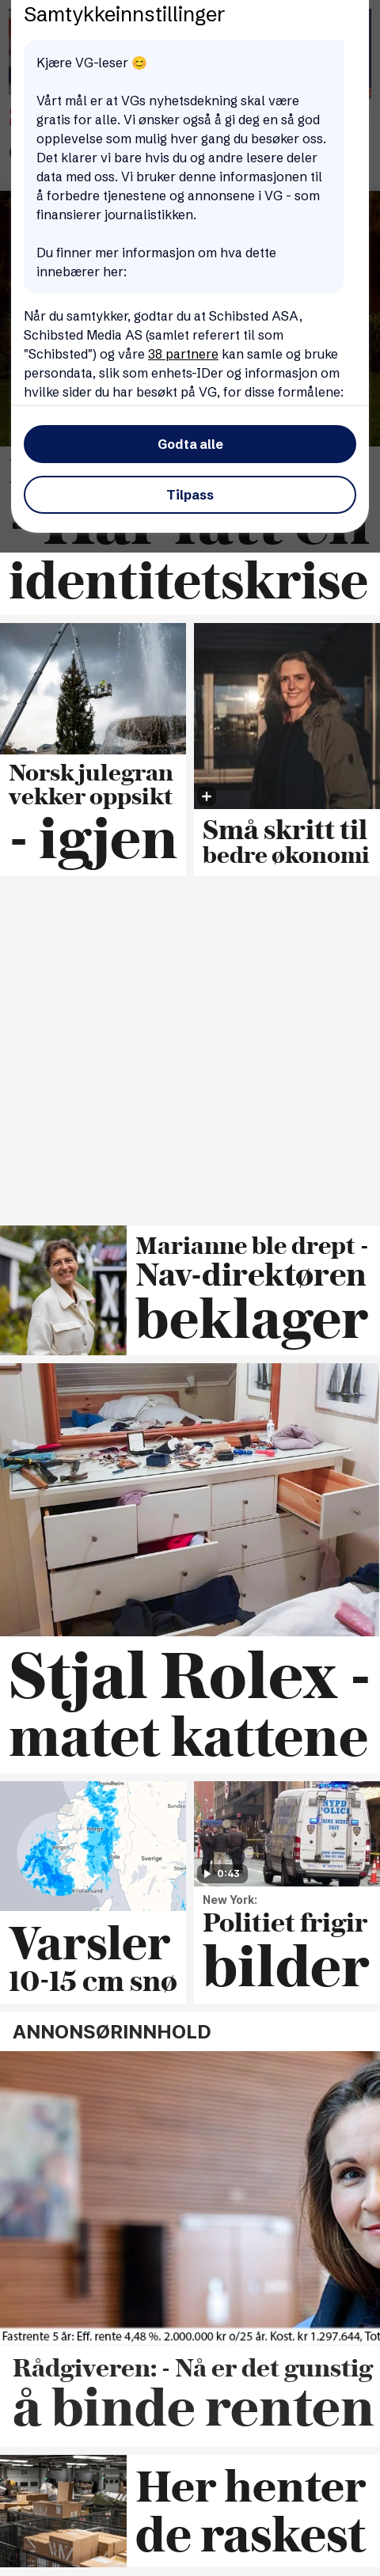 Samtykkeinnstillinger
Kjære VG-leser 😊
Vårt mål er at VGs nyhetsdekning skal være
gratis for alle. Vi ønsker også å gi deg en så god
opplevelse som mulig hver gang du besøker oss.
Det klarer vi bare hvis du og andre lesere deler
data med oss. Vi bruker denne informasjonen til
å forbedre tjenestene og annonsene i VG - som
finansierer journalistikken.
Du finner mer informasjon om hva dette
innebærer her:
Når du samtykker, godtar du at Schibsted ASA,
Schibsted Media AS (samlet referert til som
"Schibsted") og våre 38 partnere kan samle og bruke
persondata, slik som enhets-IDer og informasjon om
hvilke sider du har besøkt på VG, for disse formålene:
Godta alle
Tilpass
- Har fått en
identitetskrise
Norsk julegran
vekker oppsikt
- igjen
Små skritt til
bedre økonomi
Marianne ble drept -
Nav-direktøren
beklager
Stjal Rolex -
matet kattene
Norge
Sverige
Varsler
10-15 cm snø
NYPD
POLICE
0:43
New York:
Politiet frigir
bilder
ANNONSØRINNHOLD
Fastrente 5 år: Eff. rente 4,48 %. 2.000.000 kr o/25 år. Kost. kr 1.297.644, Tot
Rådgiveren: - Nå er det gunstig
å binde renten
Her henter
de raskest